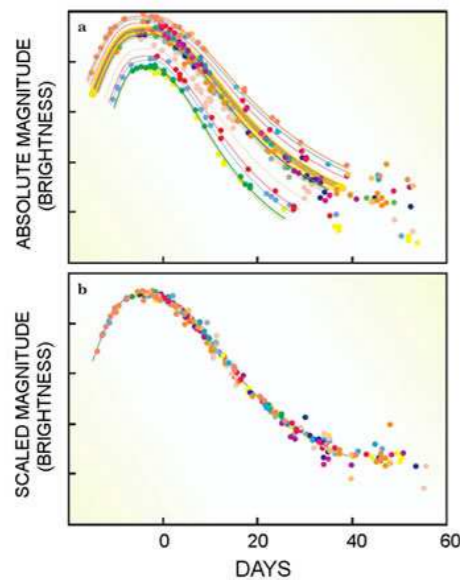 a
ABSOLUTE MAGNITUDE
(BRIGHTNESS)
b
SCALED MAGNITUDE
(BRIGHTNESS)
0 20 40 60
DAYS